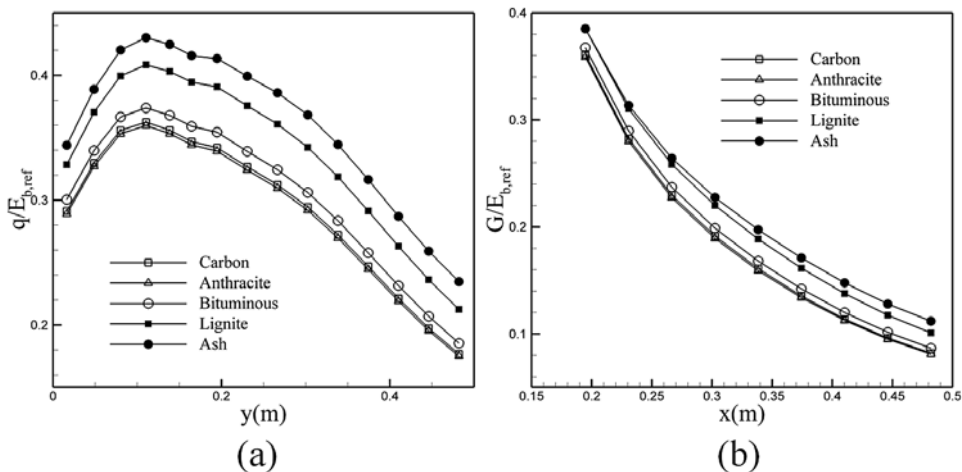 q/E_b,ref
0.4
0.3
0.2
Carbon
Anthracite
Bituminous
Lignite
Ash
0
0.2
0.4
y(m)
(a)
G/E_b,ref
0.4
0.3
0.2
0.1
Carbon
Anthracite
Bituminous
Lignite
Ash
0.15
0.2
0.25
0.3
0.35
0.4
0.45
0.5
x(m)
(b)